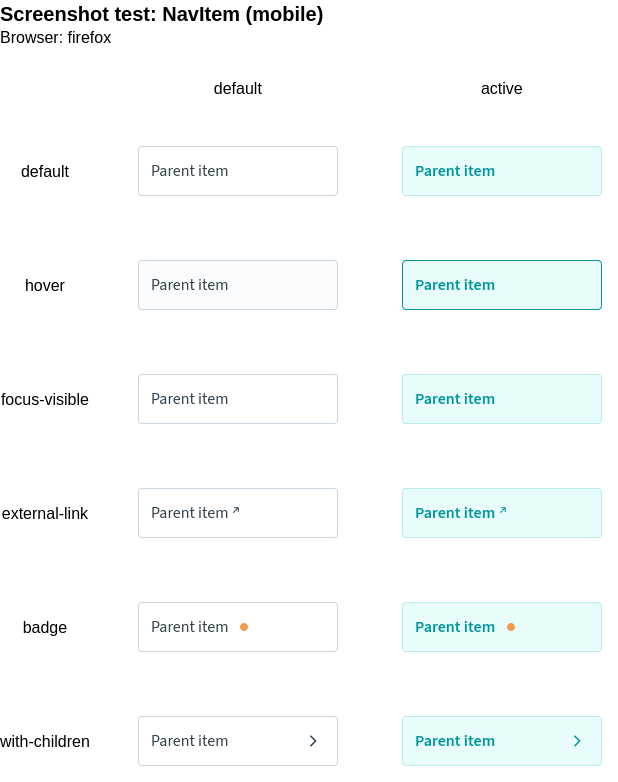 Screenshot test: NavItem (mobile)
Browser: firefox
default active
default Parent item Parent item
hover Parent item Parent item
focus-visible Parent item Parent item
external-link Parent item ↗ Parent item ↗
badge Parent item Parent item
with-children Parent item Parent item